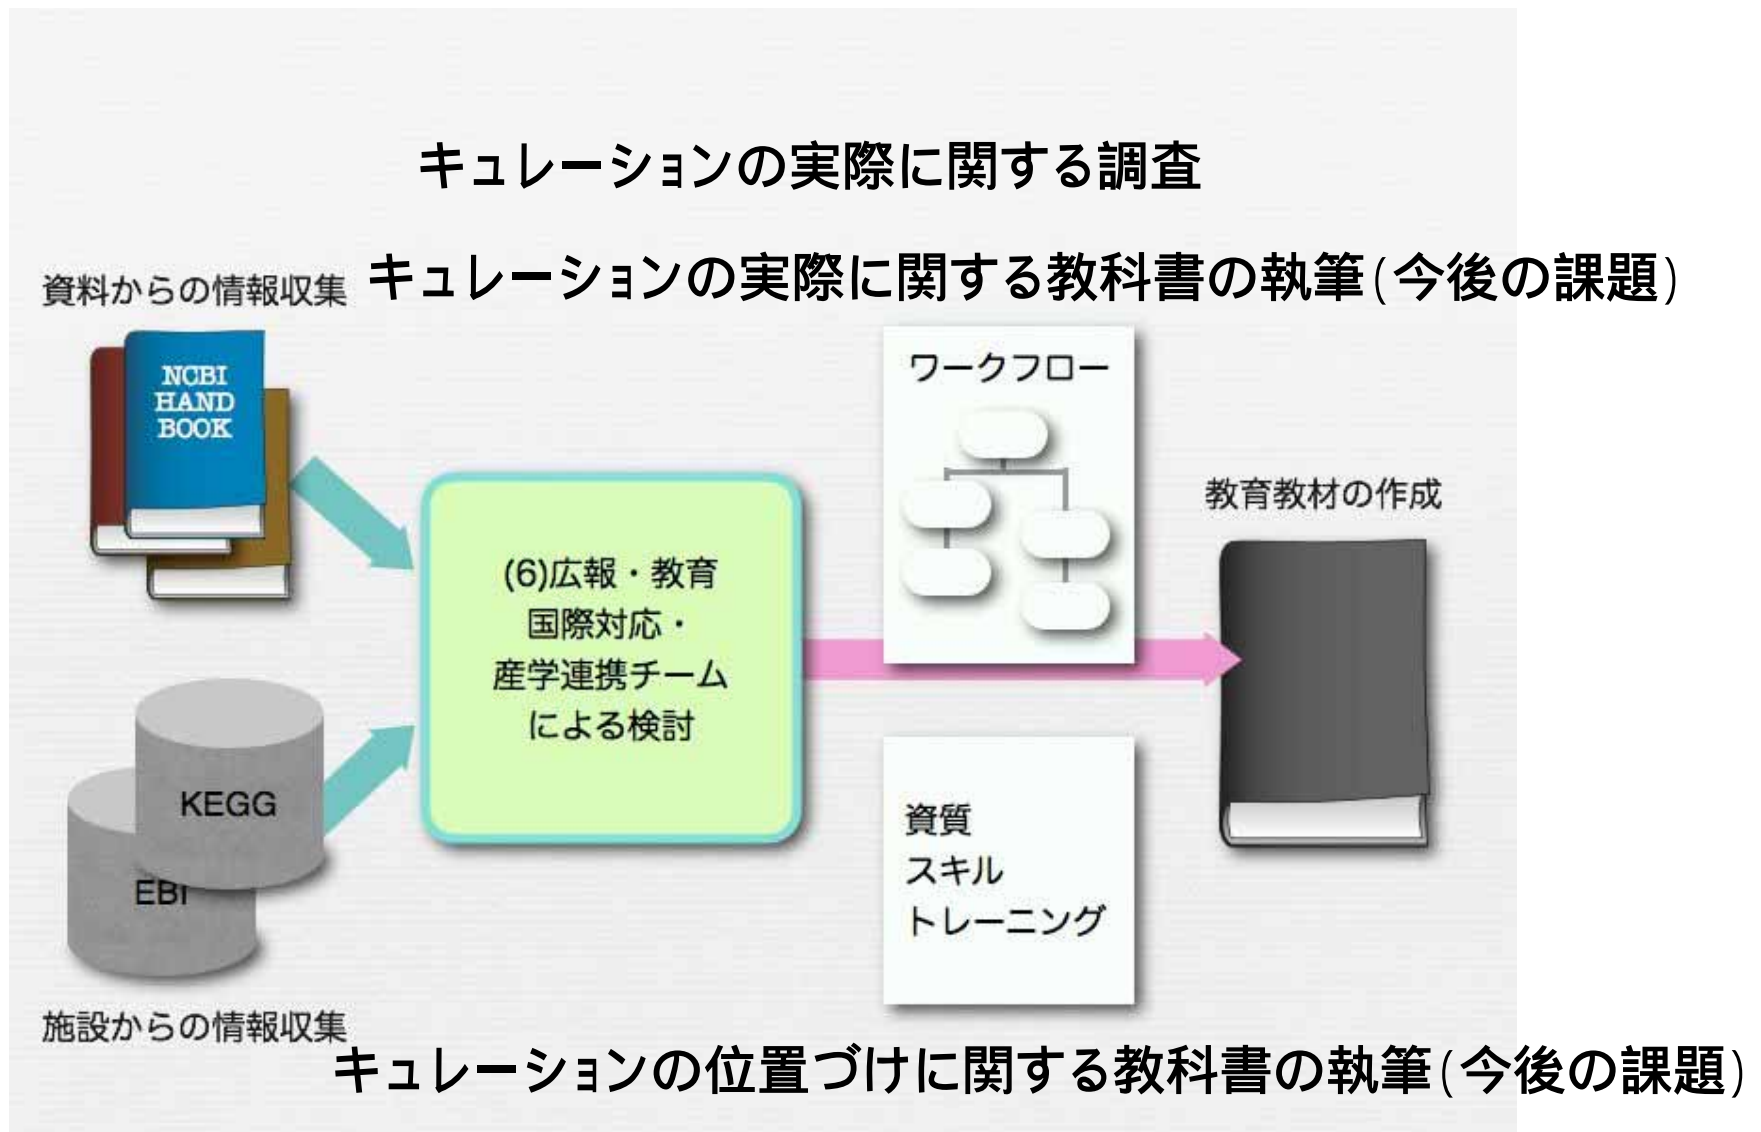 キュレーションの実際に関する調査
キュレーションの実際に関する教科書の執筆(今後の課題)
資料からの情報収集
NCBI
HAND
BOOK
ワークフロー
教育教材の作成
(6)広報・教育
国際対応・
産学連携チーム
による検討
KEGG
EBI
資質
スキル
トレーニング
施設からの情報収集
キュレーションの位置づけに関する教科書の執筆(今後の課題)